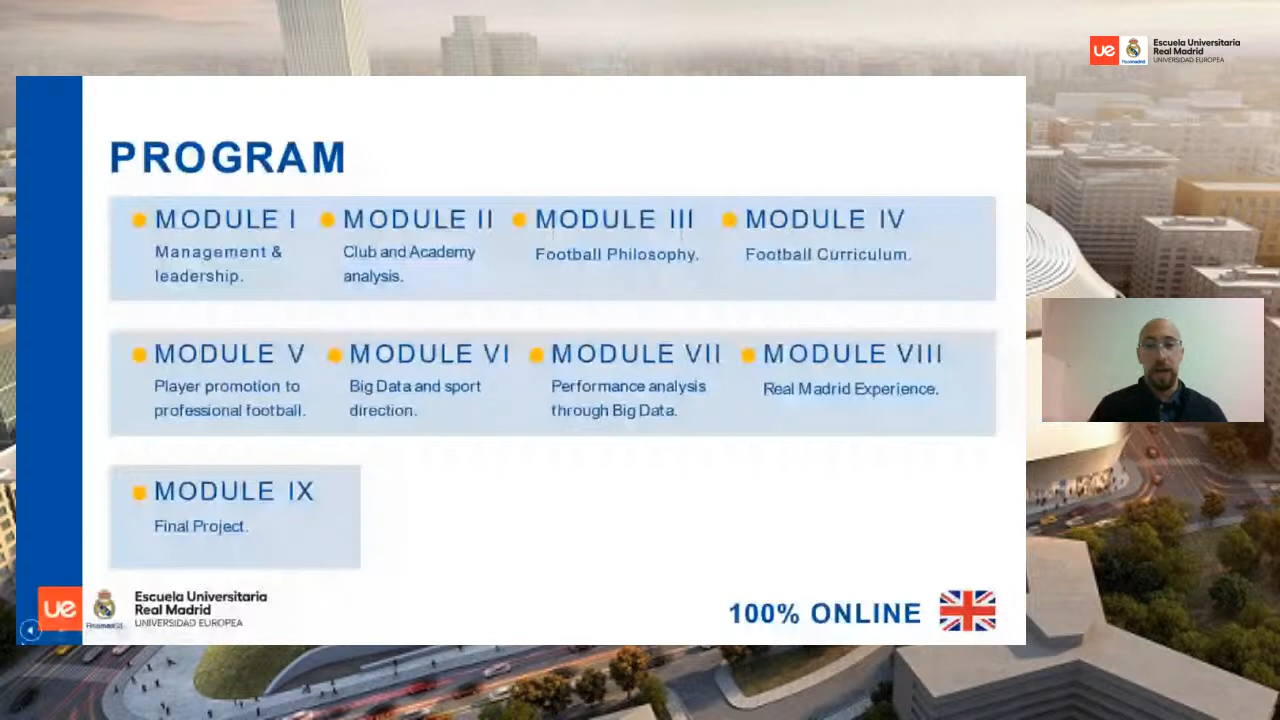 ue
Escuela Universitaria
Real Madrid
UNIVERSIDAD EUROPEA
PROGRAM
MODULE I
Management &
leadership.
MODULE II
Club and Academy
analysis.
MODULE III
Football Philosophy.
MODULE IV
Football Curriculum.
MODULE V
Player promotion to
professional football.
MODULE VI
Big Data and sport
direction.
MODULE VII
Performance analysis
through Big Data.
MODULE VIII
Real Madrid Experience.
MODULE IX
Final Project.
ue
Escuela Universitaria
Real Madrid
UNIVERSIDAD EUROPEA
100% ONLINE